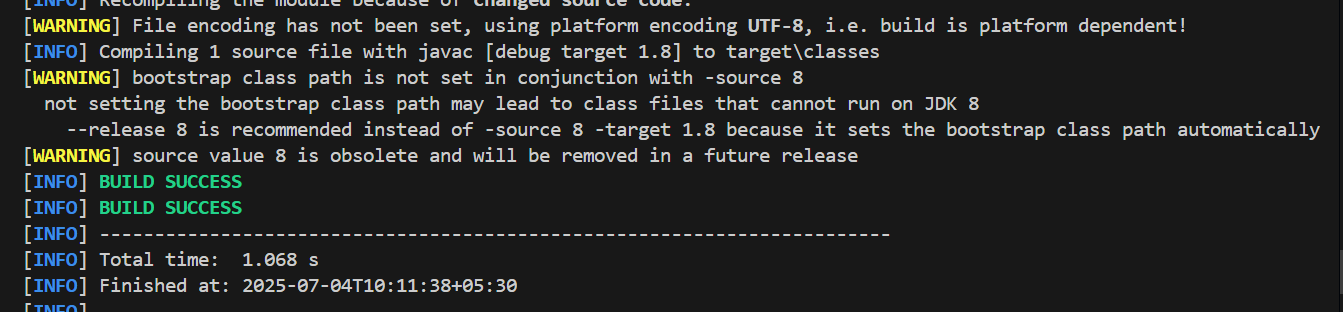 [INFO] Recompiling the module because of changed source code.
[WARNING] File encoding has not been set, using platform encoding UTF-8, i.e. build is platform dependent!
[INFO] Compiling 1 source file with javac [debug target 1.8] to target\classes
[WARNING] bootstrap class path is not set in conjunction with -source 8
  not setting the bootstrap class path may lead to class files that cannot run on JDK 8
    --release 8 is recommended instead of -source 8 -target 1.8 because it sets the bootstrap class path automatically
[WARNING] source value 8 is obsolete and will be removed in a future release
[INFO] BUILD SUCCESS
[INFO] BUILD SUCCESS
[INFO] ------------------------------------------------------------------------
[INFO] Total time:  1.068 s
[INFO] Finished at: 2025-07-04T10:11:38+05:30
[INFO]